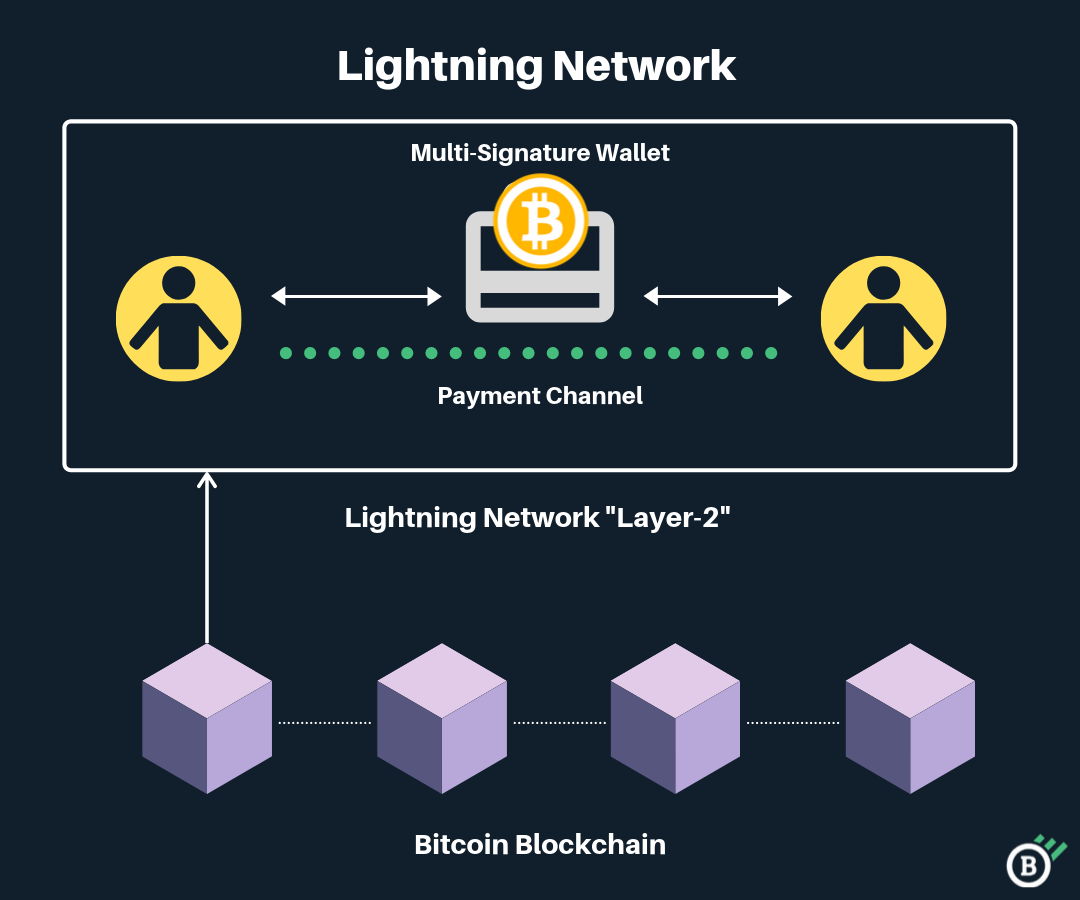 Lightning Network
Multi-Signature Wallet
Payment Channel
Lightning Network "Layer-2"
Bitcoin Blockchain
B